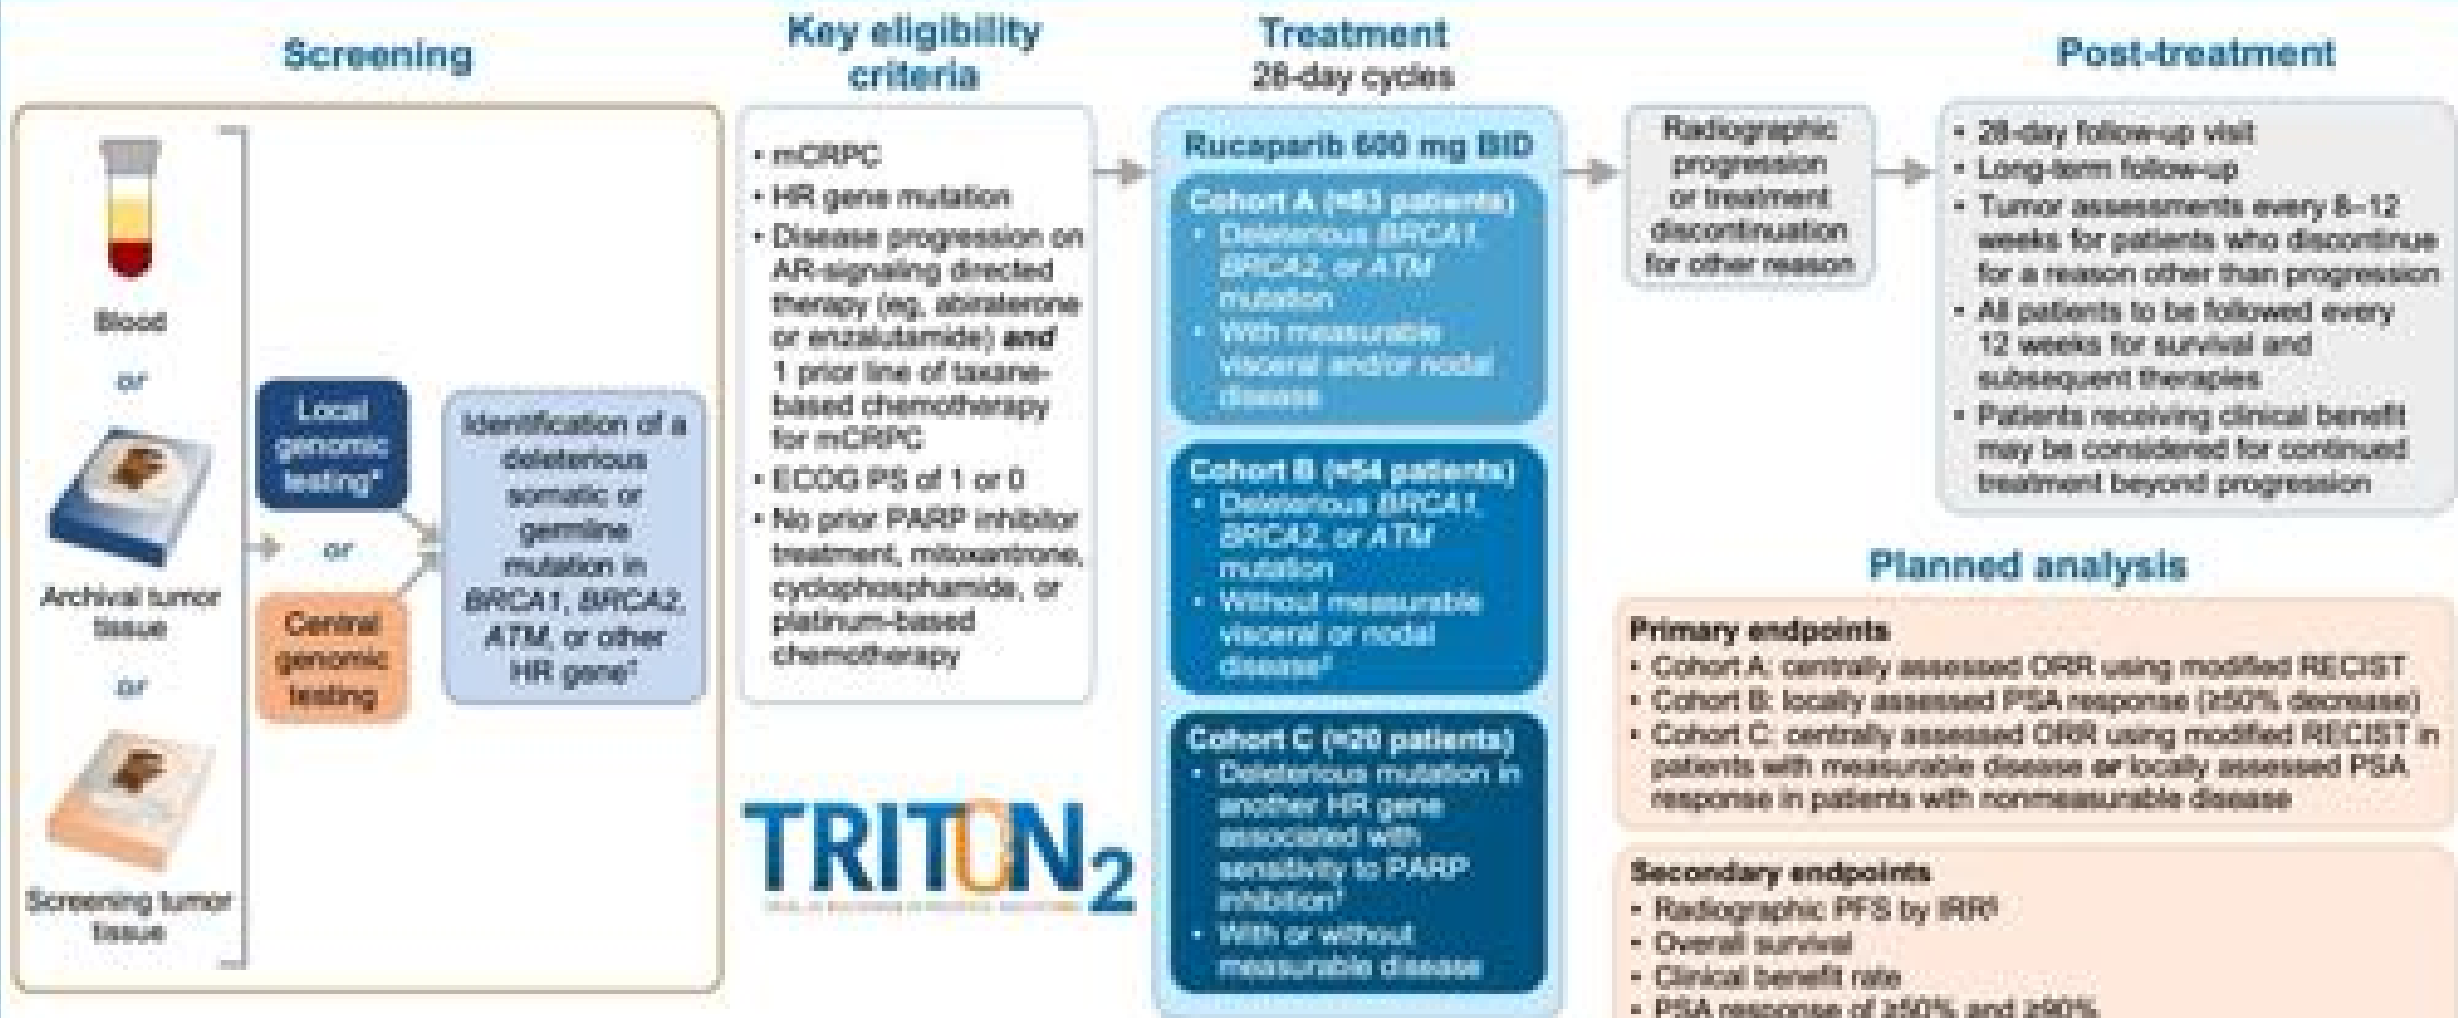 Screening
Blood
or
Archival tumor
tissue
or
Screening tumor
tissue
Local
genomic
testing*
or
Central
genomic
testing
Identification of a
deleterious
somatic or
germline
mutation in
BRCA1, BRCA2,
ATM, or other
HR gene†
Key eligibility
criteria
• mCRPC
• HR gene mutation
• Disease progression on
AR-signaling directed
therapy (eg, abiraterone
or enzalutamide) and
1 prior line of taxane-
based chemotherapy
for mCRPC
• ECOG PS of 1 or 0
• No prior PARP inhibitor
treatment, mitoxantrone,
cyclophosphamide, or
platinum-based
chemotherapy
TRITON2
Treatment
28-day cycles
Rucaparib 600 mg BID
Cohort A (patients)
• Deleterious BRCA1,
BRCA2, or ATM
mutation
• With measurable
visceral and/or nodal
disease
Cohort B (≈54 patients)
• Deleterious BRCA1,
BRCA2, or ATM
mutation
• Without measurable
visceral or nodal
disease‡
Cohort C (≈20 patients)
• Deleterious mutation in
another HR gene
associated with
sensitivity to PARP
inhibition†
• With or without
measurable disease
Radiographic
progression
or treatment
discontinuation
for other reason
Post-treatment
• 28-day follow-up visit
• Long-term follow-up
• Tumor assessments every 8–12
weeks for patients who discontinue
for a reason other than progression
• All patients to be followed every
12 weeks for survival and
subsequent therapies
• Patients receiving clinical benefit
may be considered for continued
treatment beyond progression
Planned analysis
Primary endpoints
• Cohort A: centrally assessed ORR using modified RECIST
• Cohort B: locally assessed PSA response (≥50% decrease)
• Cohort C: centrally assessed ORR using modified RECIST in
patients with measurable disease or locally assessed PSA
response in patients with nonmeasurable disease
Secondary endpoints
• Radiographic PFS by IRR§
• Overall survival
• Clinical benefit rate
• PSA response of ≥50% and ≥90%